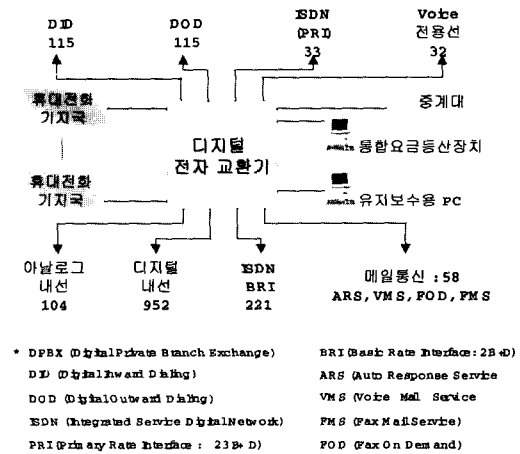 DID
115
DOD
115
ISDN
(PRI)
33
Voice
전용선
32
휴대전화
기지국
중계대
디지털
전자 교환기
통합요금등산장치
휴대전화
기지국
유지보수용 PC
아날로그
내선
104
디지털
내선
952
ISDN
BRI
221
메일통신 : 58
ARS, VMS, FOD, FMS
* DPBX (Digital Private Branch Exchange)
DID (Digital Inward Dialing)
DOD (Digital Outward Dialing)
ISDN (Integrated Service Digital Network)
PRI (Primary Rate Interface : 23B+D)
BRI (Basic Rate Interface : 2B+D)
ARS (Auto Response Service
VMS (Voice Mail Service
FMS (Fax Mail Service)
FOD (Fax On Demand)